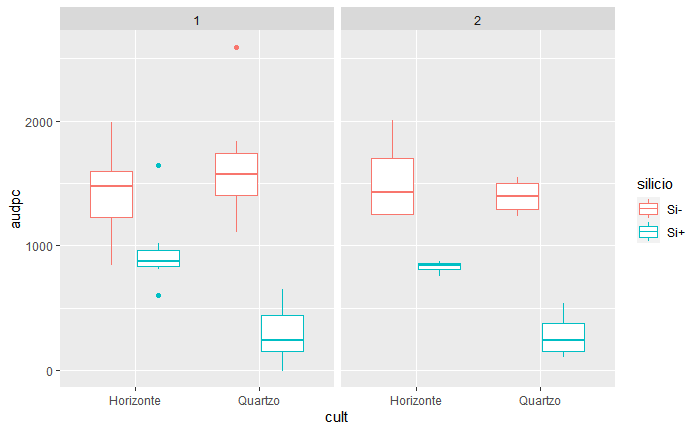 1 2
audpc
2000
1000
0
Horizonte Quartzo Horizonte Quartzo
cult
silicio
Si-
Si+